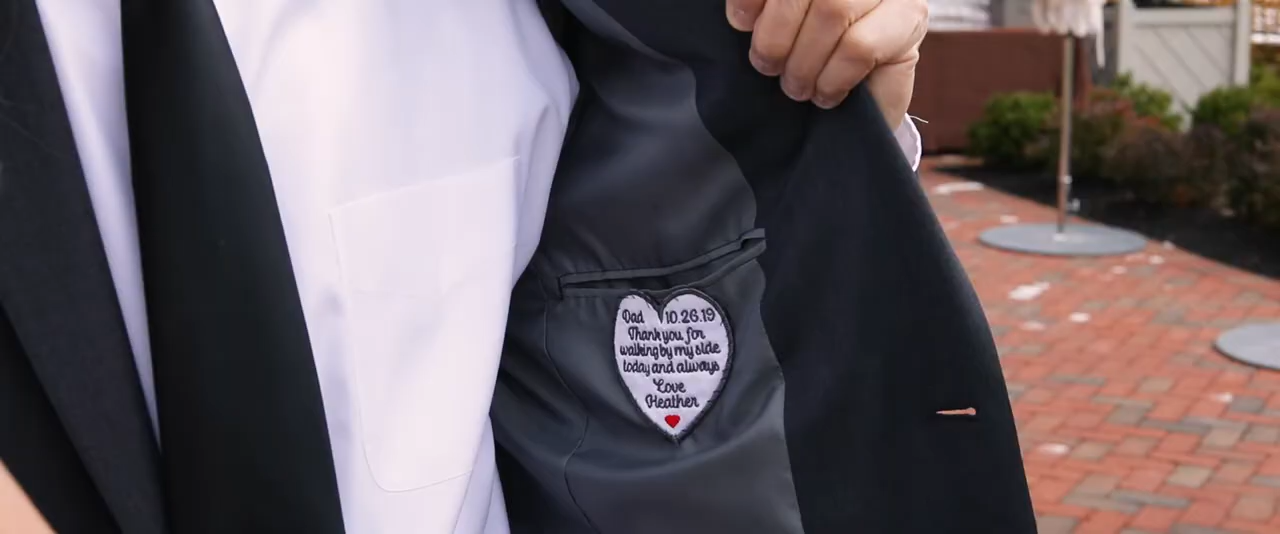 Dad 10.26.19
Thank you for
walking by my side
today and always
Love
Heather